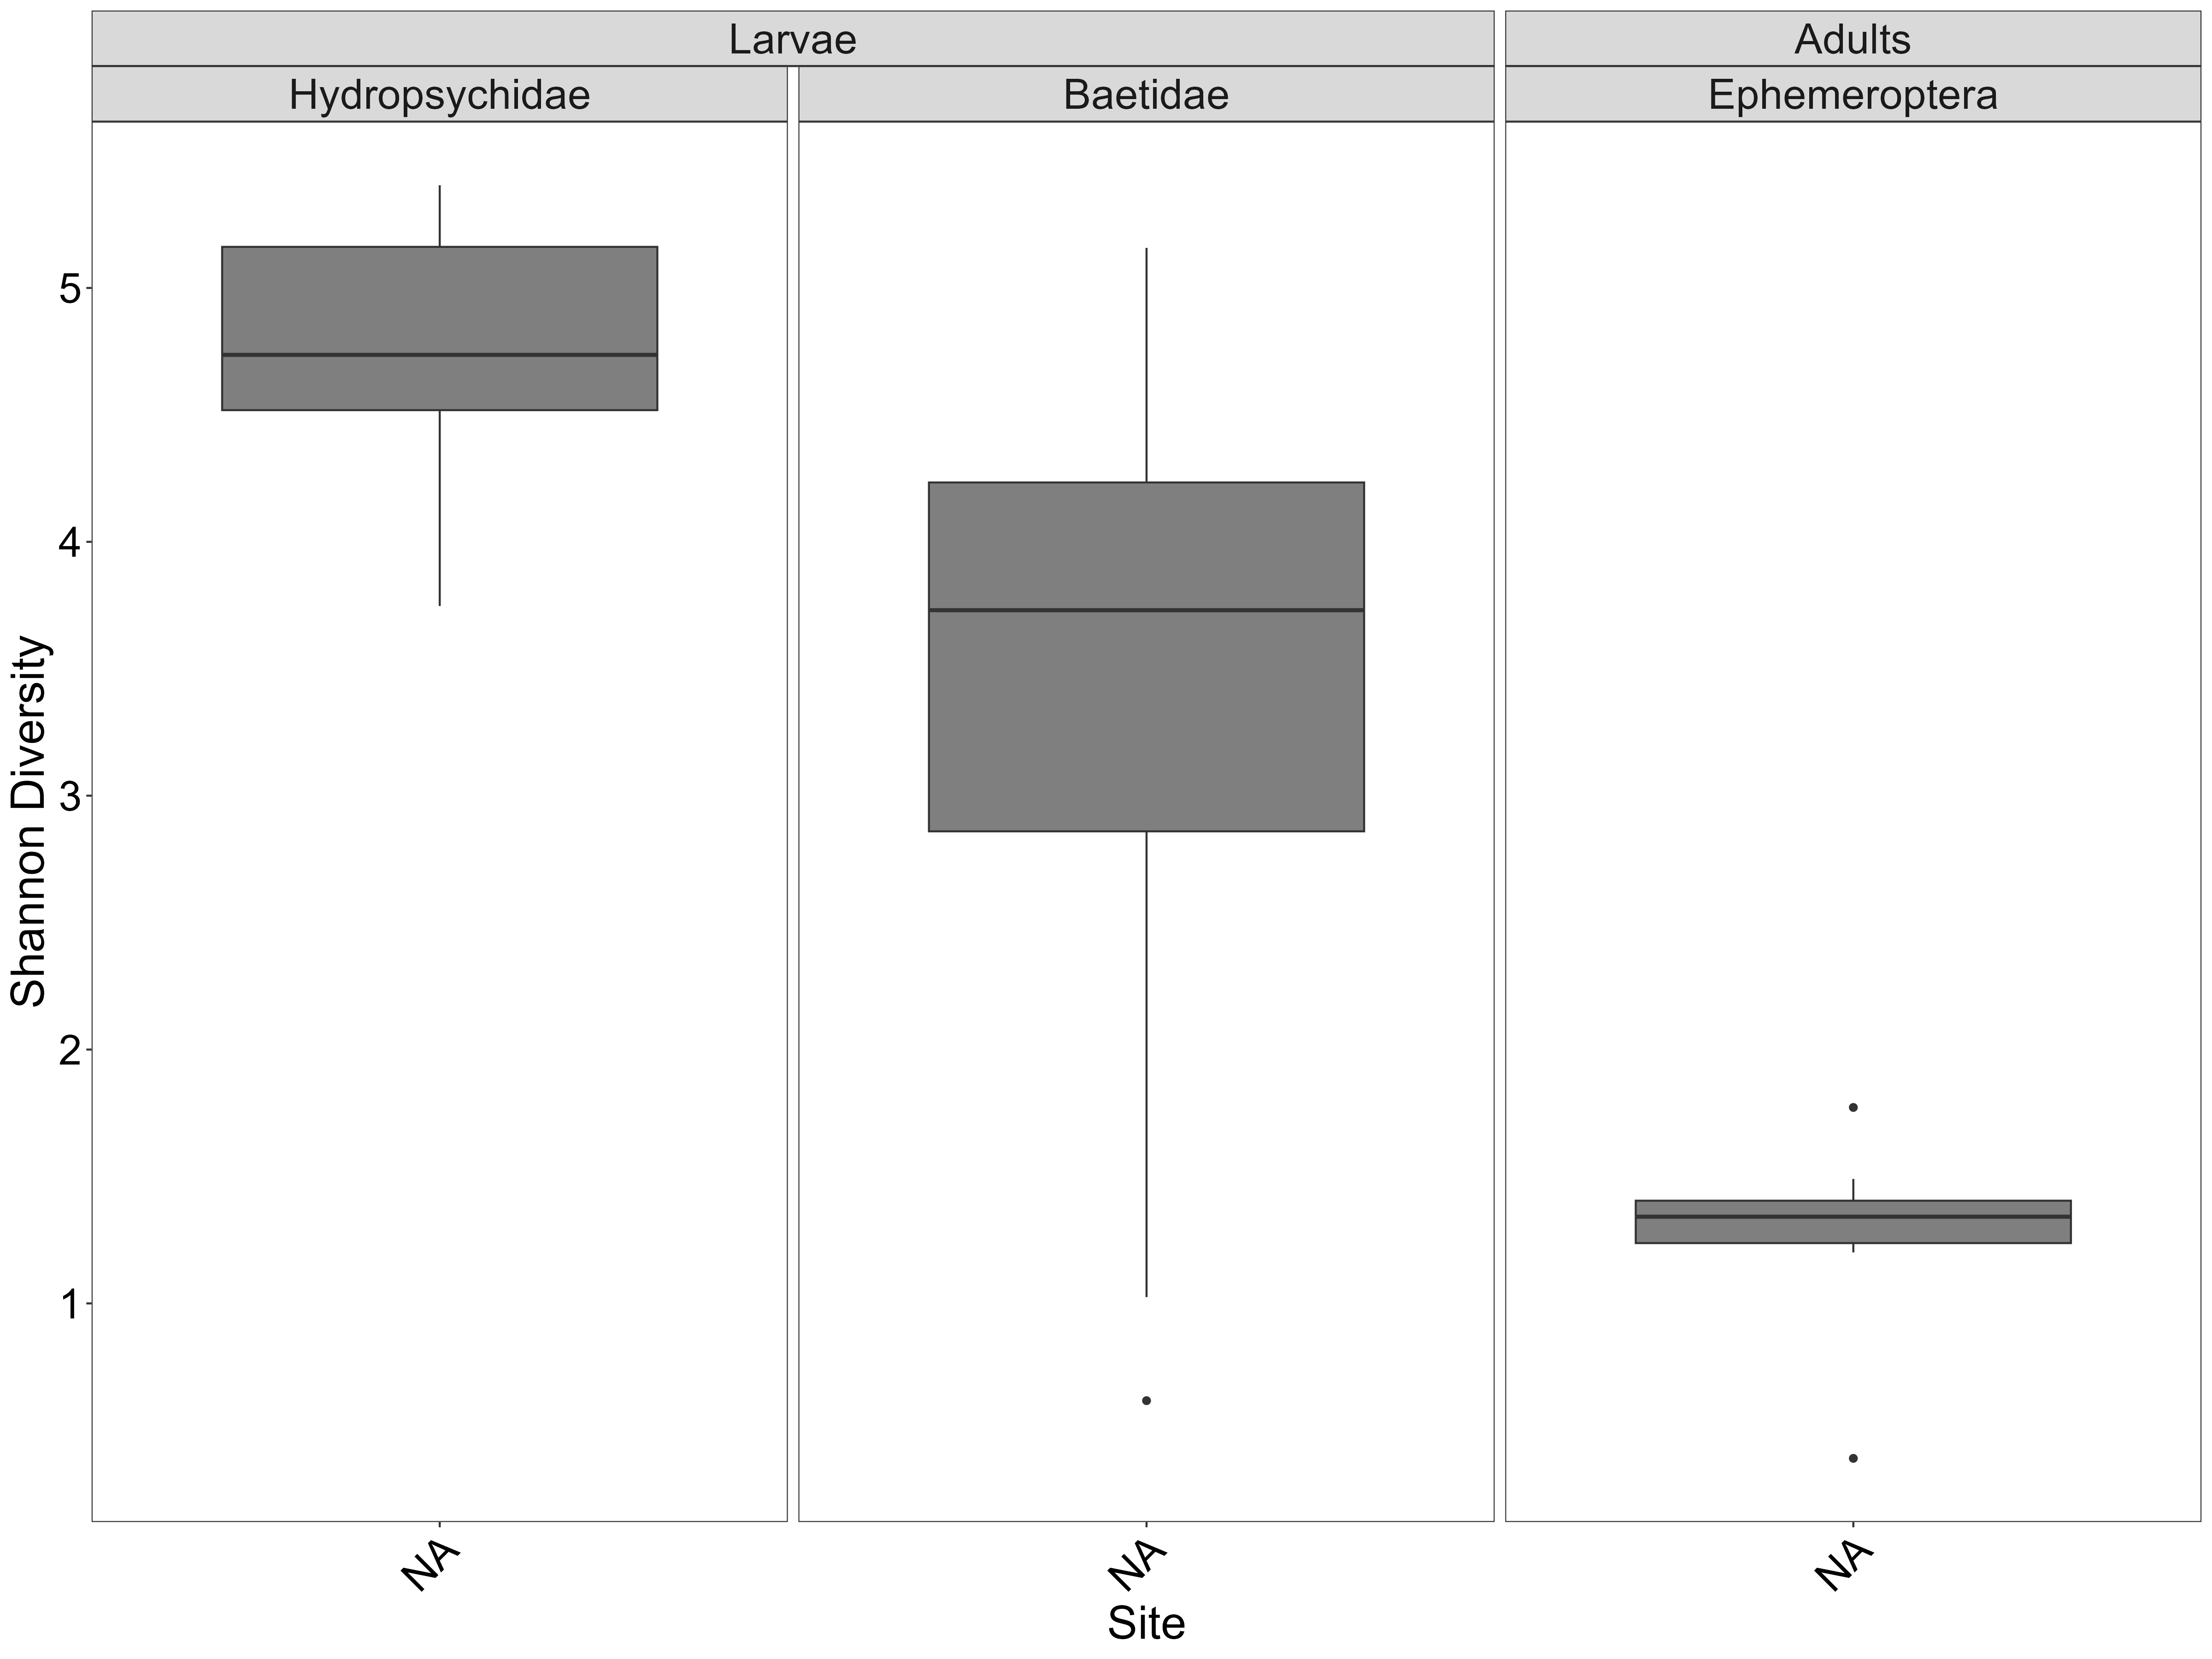 Larvae
Adults
Hydropsychidae
Baetidae
Ephemeroptera
Shannon Diversity
5
4
3
2
1
NA
NA
NA
Site